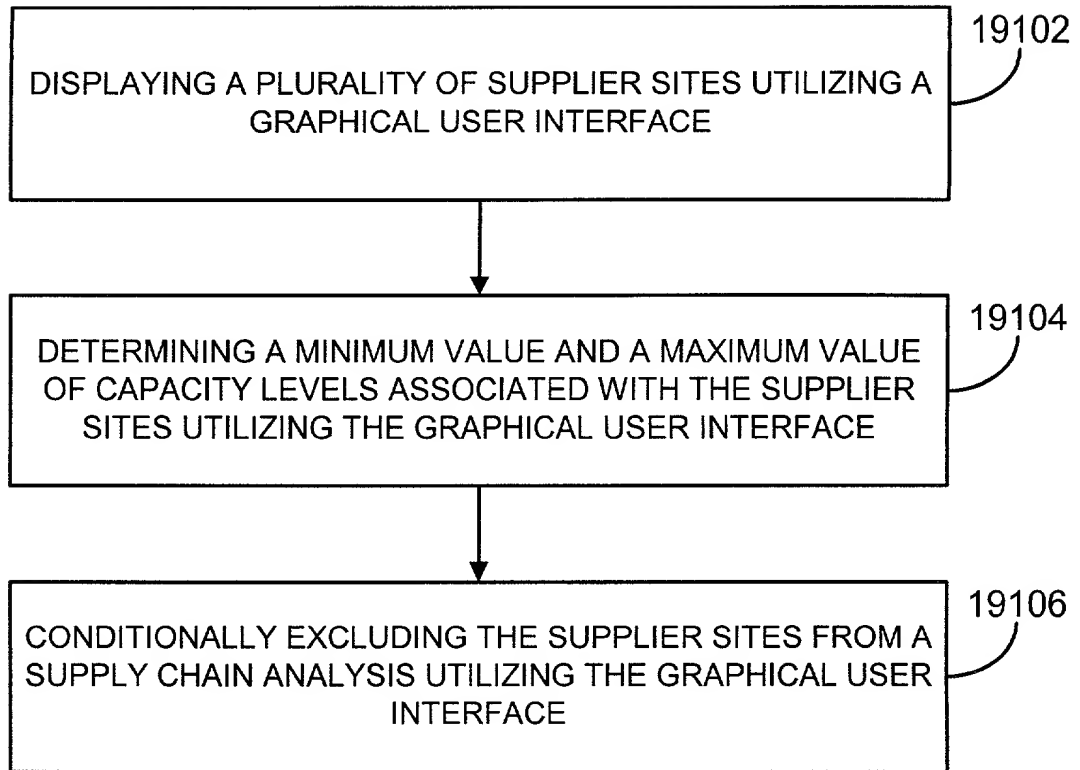 19102
DISPLAYING A PLURALITY OF SUPPLIER SITES UTILIZING A
GRAPHICAL USER INTERFACE
19104
DETERMINING A MINIMUM VALUE AND A MAXIMUM VALUE
OF CAPACITY LEVELS ASSOCIATED WITH THE SUPPLIER
SITES UTILIZING THE GRAPHICAL USER INTERFACE
19106
CONDITIONALLY EXCLUDING THE SUPPLIER SITES FROM A
SUPPLY CHAIN ANALYSIS UTILIZING THE GRAPHICAL USER
INTERFACE